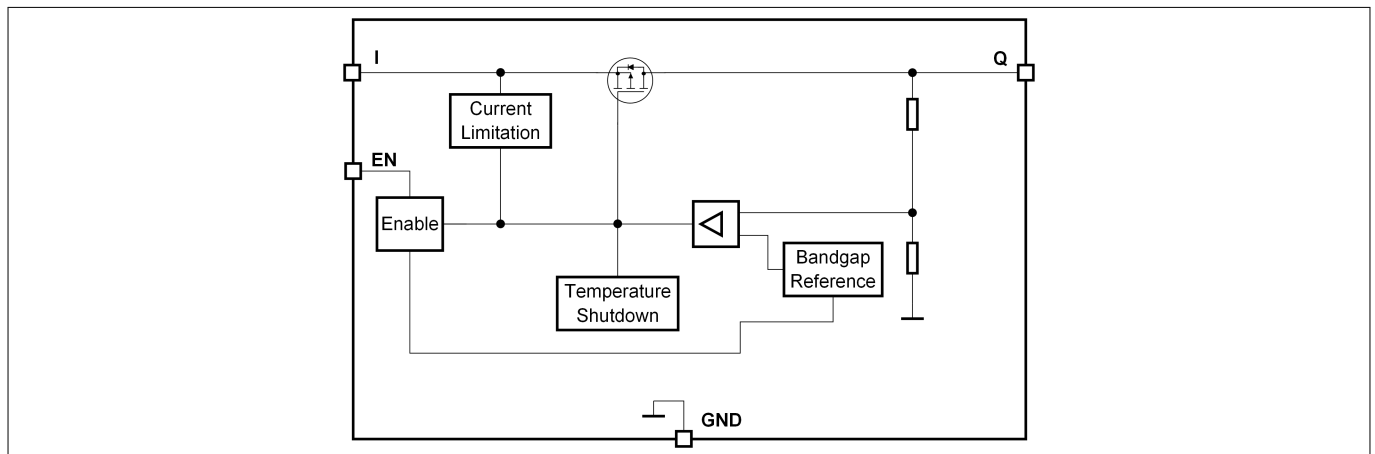 I
Q
Current
Limitation
EN
Enable
Bandgap
Reference
Temperature
Shutdown
GND